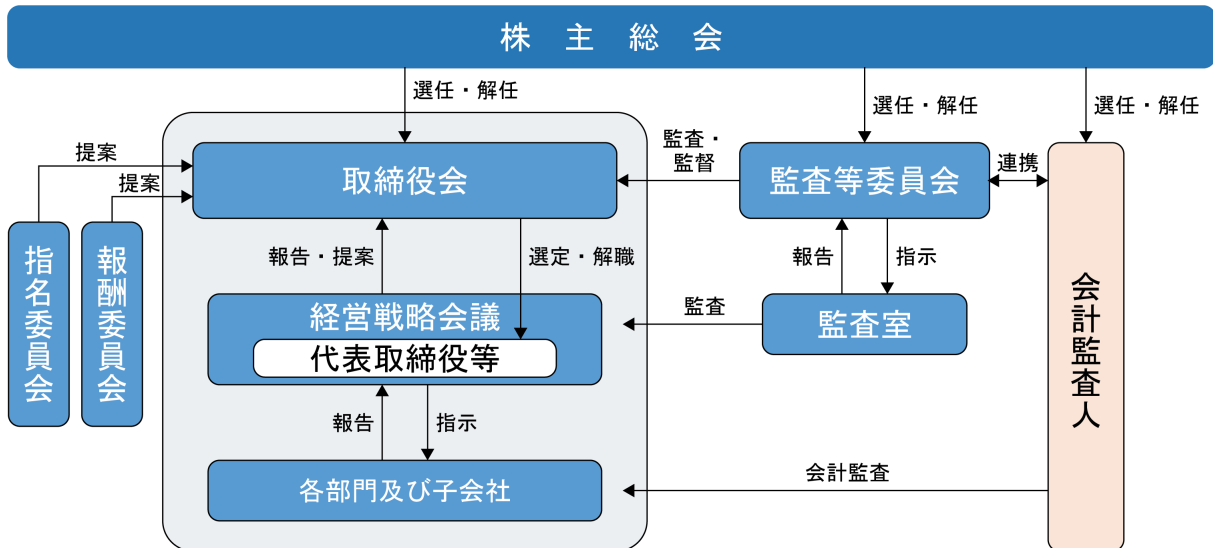 株主総会
選任・解任
選任・解任
選任・解任
提案
提案
取締役会
監査・
監督
監査等委員会
連携
指名委員会
報酬委員会
報告・提案
選定・解職
報告
指示
経営戦略会議
代表取締役等
監査
監査室
会計監査人
報告
指示
各部門及び子会社
会計監査